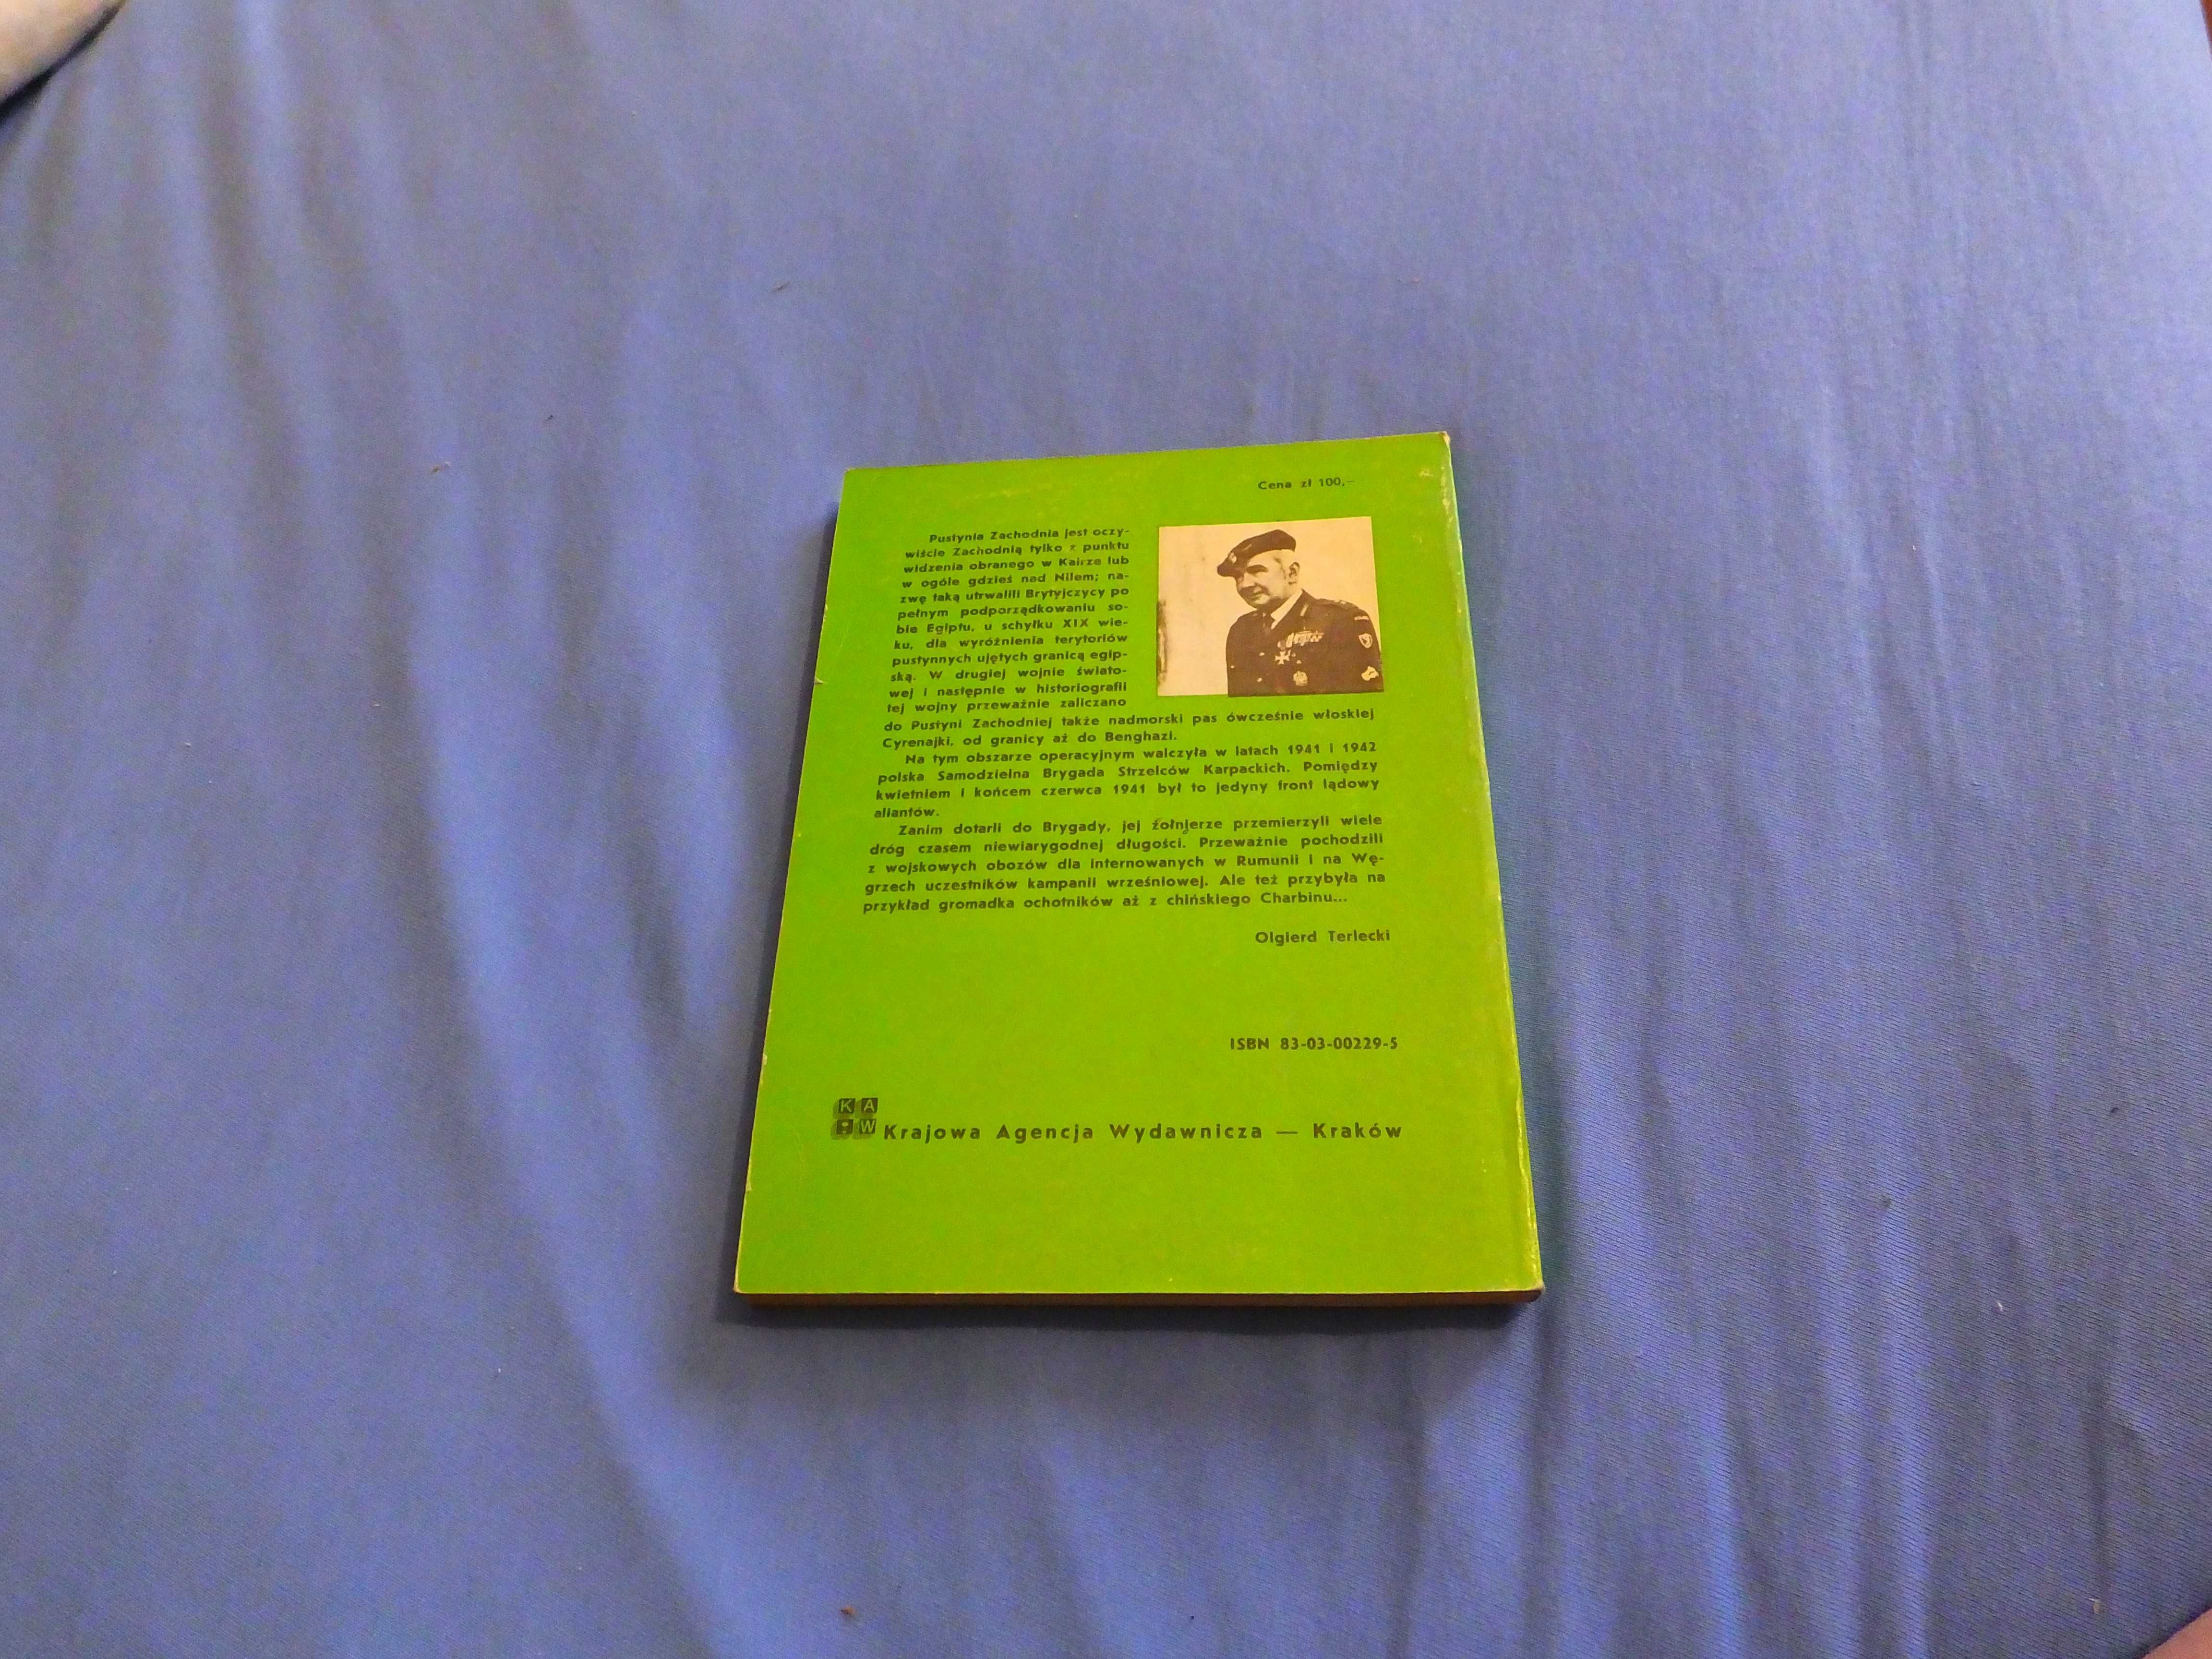 Cena zł 100,–
Pustynia Zachodnia jest oczy-
wiście Zachodnią tylko z punktu
widzenia obranego w Kairze lub
w ogóle gdzieś nad Nilem; na-
zwę taką utrwalili Brytyjczycy po
pełnym podporządkowaniu so-
bie Egiptu, u schyłku XIX wie-
ku, dla wyróżnienia terytoriów
pustynnych ujętych granicą egip-
ską. W drugiej wojnie świato-
wej i następnie w historiografii
tej wojny przeważnie zaliczano
do Pustyni Zachodniej także nadmorski pas ówcześnie włoskiej
Cyrenajki, od granicy aż do Benghazi.
Na tym obszarze operacyjnym walczyła w latach 1941 i 1942
polska Samodzielna Brygada Strzelców Karpackich. Pomiędzy
kwietniem i końcem czerwca 1941 był to jedyny front lądowy
aliantów.
Zanim dotarli do Brygady, jej żołnierze przemierzyli wiele
dróg czasem niewiarygodnej długości. Przeważnie pochodzili
z wojskowych obozów dla internowanych w Rumunii i na Wę-
grzech uczestników kampanii wrześniowej. Ale też przybyła na
przykład gromadka ochotników aż z chińskiego Charbinu...
Olgierd Terlecki
ISBN 83-03-00229-5
K A
W
Krajowa Agencja Wydawnicza — Kraków